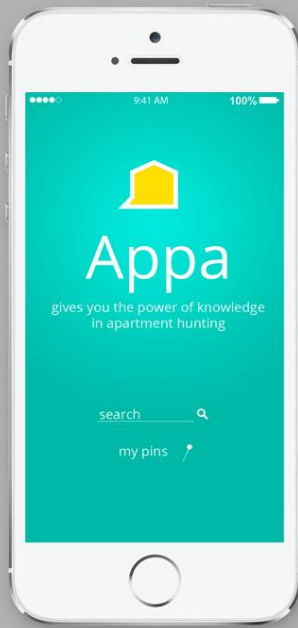 9:41 AM 100%
Appa
gives you the power of knowledge
in apartment hunting
search
my pins